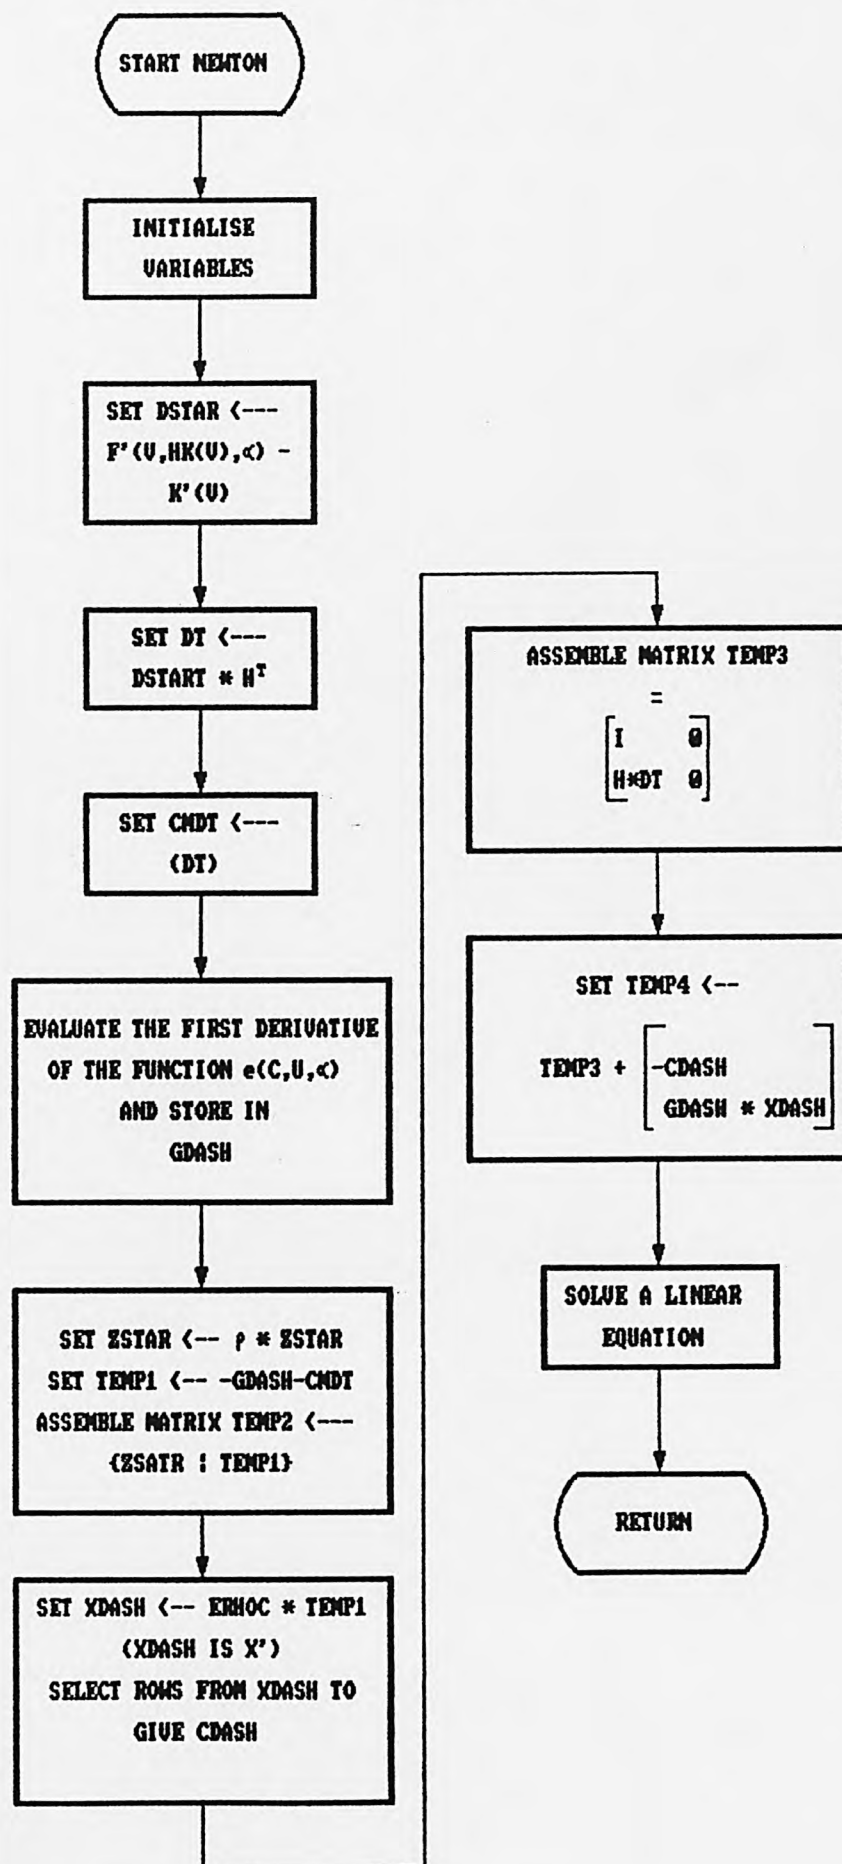 START NEWTON
INITIALISE
VARIABLES
SET DSTAR <---
F'(V,HK(V),∝) -
K'(V)
SET DT <---
DSTART * Hᵀ
SET CMDT <---
(DT)
EVALUATE THE FIRST DERIVATIVE
OF THE FUNCTION e(C,U,∝)
AND STORE IN
GDASH
SET ZSTAR <-- ρ * ZSTAR
SET TEMP1 <-- -GDASH-CMDT
ASSEMBLE MATRIX TEMP2 <---
{ZSATR ¦ TEMP1}
SET XDASH <-- ERHOC * TEMP1
(XDASH IS X')
SELECT ROWS FROM XDASH TO
GIVE CDASH
ASSEMBLE MATRIX TEMP3
=
I 0
H*DT 0
SET TEMP4 <--
TEMP3 + -CDASH
GDASH * XDASH
SOLVE A LINEAR
EQUATION
RETURN